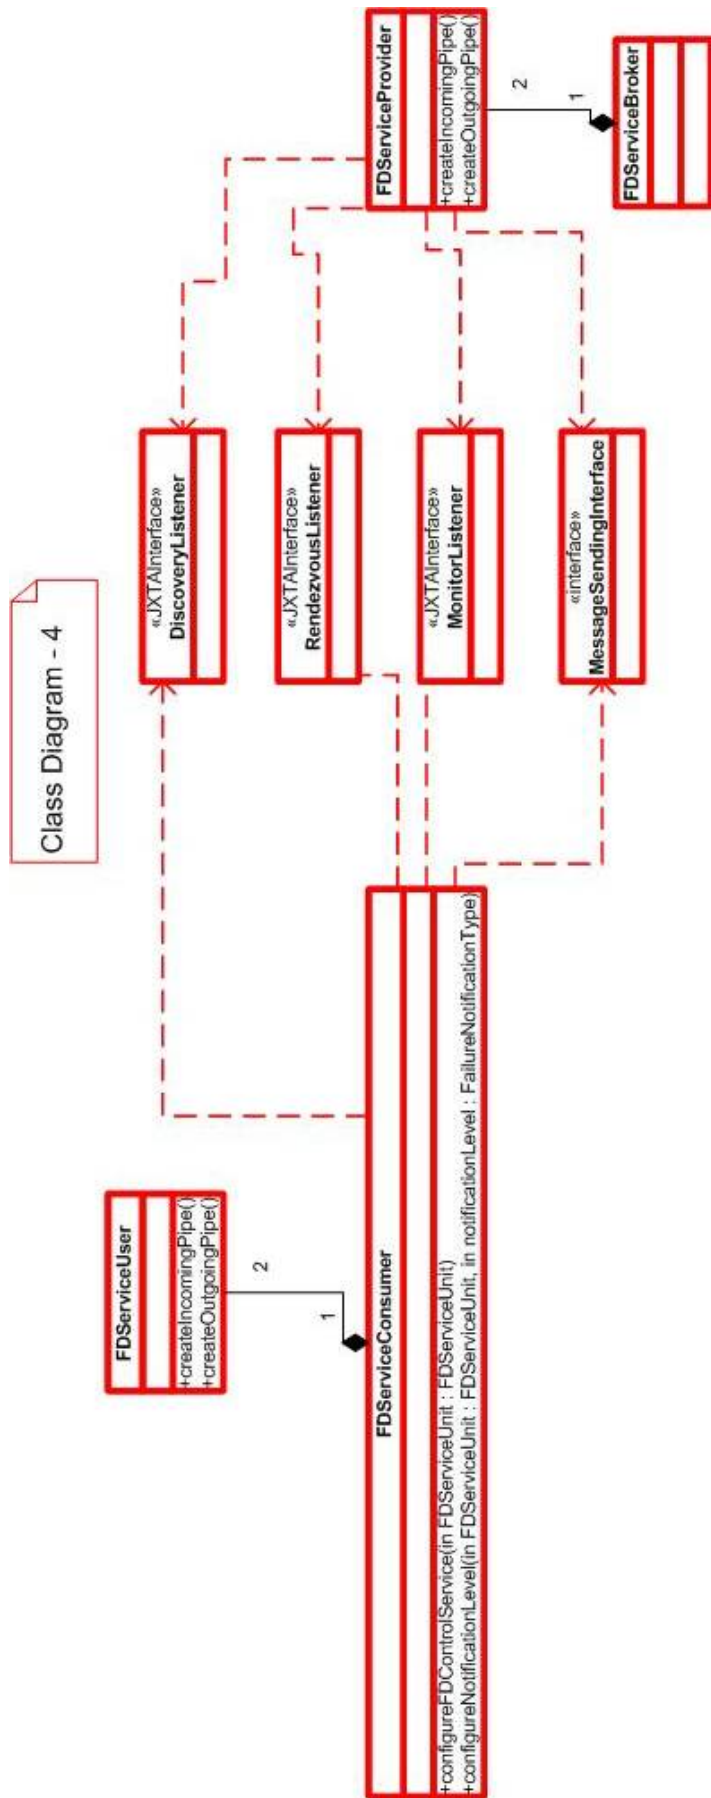 Class Diagram - 4
FDServiceUser
+createIncomingPipe()
+createOutgoingPipe()
2
1
FDServiceConsumer
+configureFDControlService(in FDServiceUnit : FDServiceUnit)
+configureNotificationLevel(in FDServiceUnit : FDServiceUnit, in notificationLevel : FailureNotificationType)
«JXTAInterface»
DiscoveryListener
«JXTAInterface»
RendezvousListener
«JXTAInterface»
MonitorListener
«interface»
MessageSendingInterface
FDServiceProvider
+createIncomingPipe()
+createOutgoingPipe()
2
1
FDServiceBroker